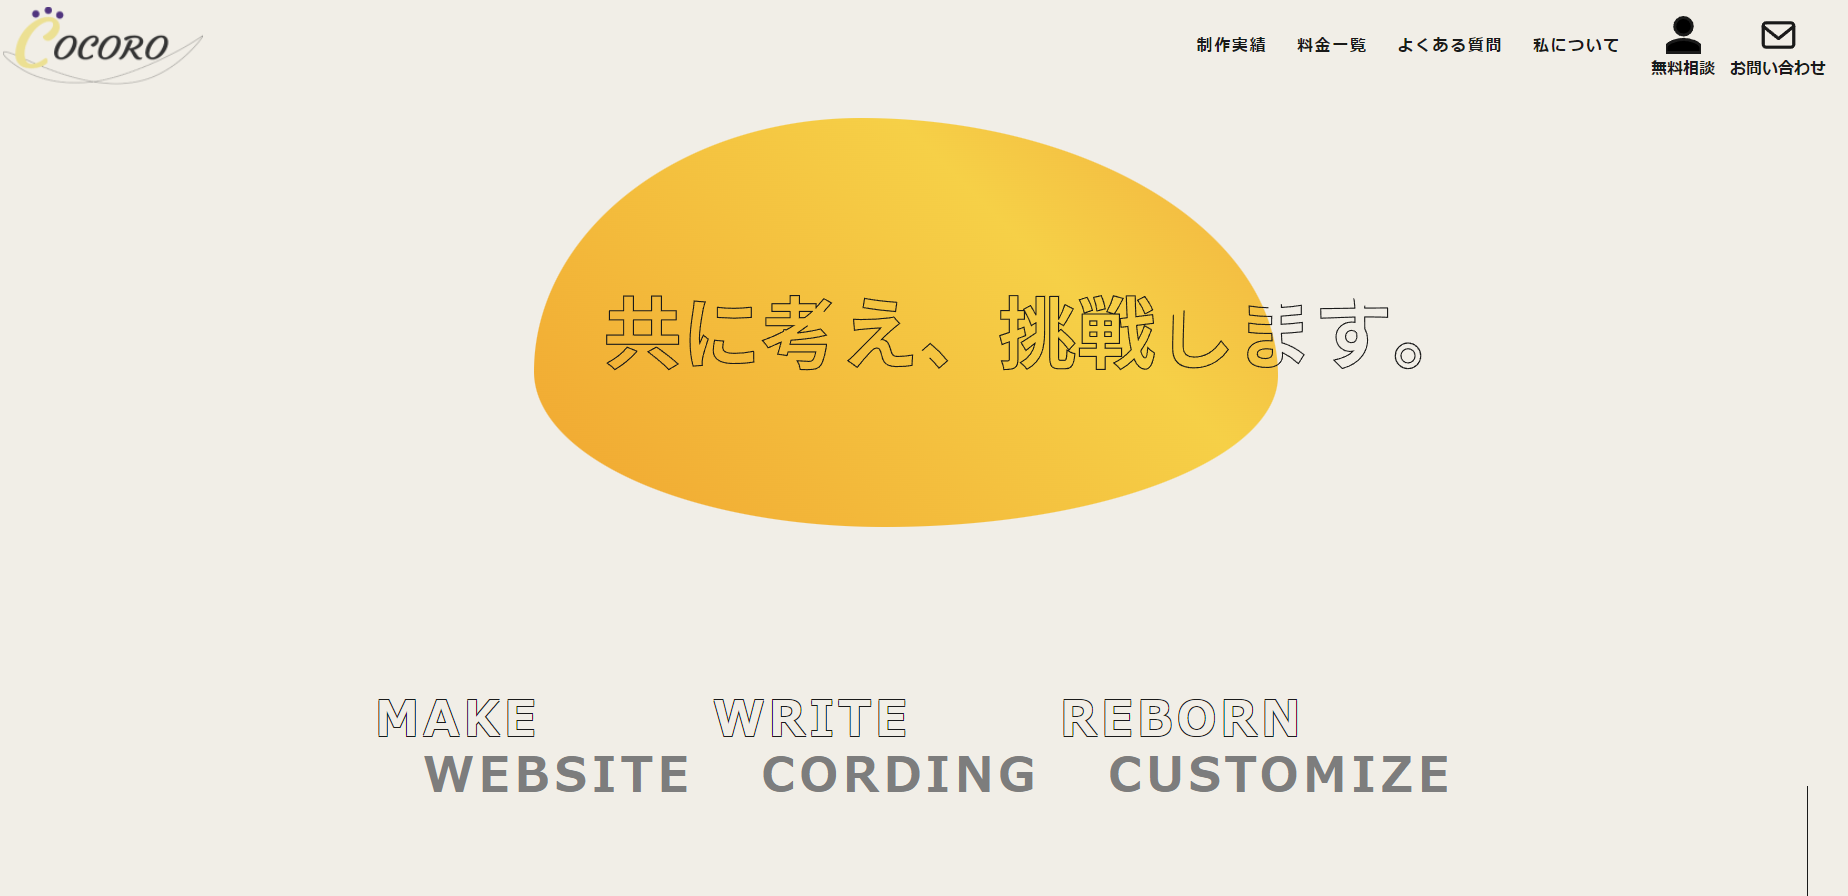 COCORO
制作実績 料金一覧 よくある質問 私について 無料相談 お問い合わせ
共に考え、挑戦します。
MAKE WRITE REBORN
WEBSITE CORDING CUSTOMIZE